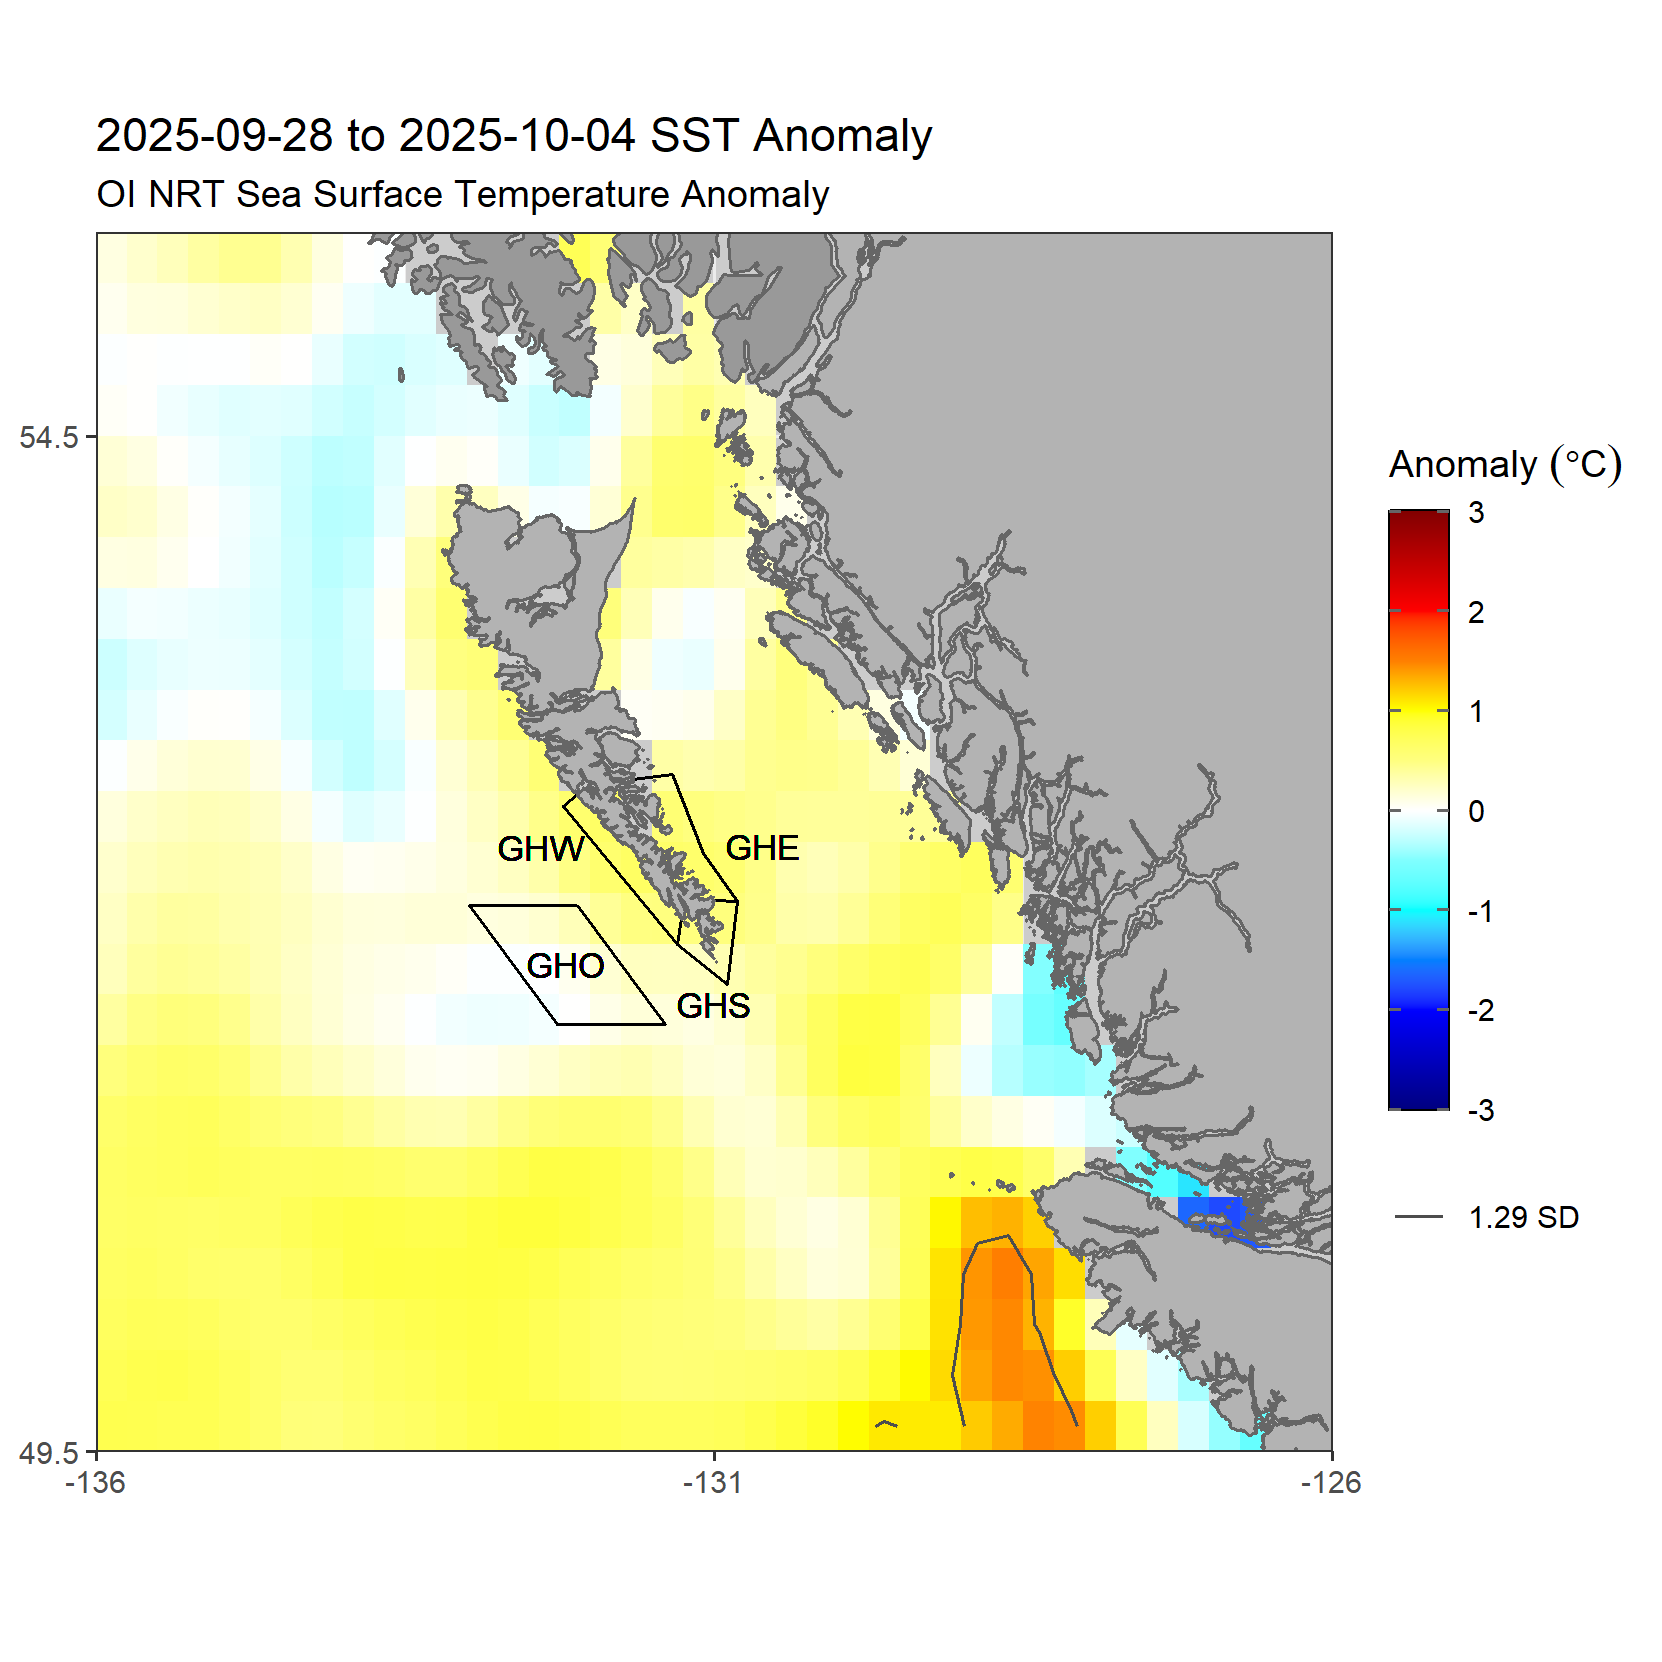 2025-09-28 to 2025-10-04 SST Anomaly
OI NRT Sea Surface Temperature Anomaly
54.5
49.5
-136
-131
-126
GHW
GHE
GHO
GHS
Anomaly (°C)
3
2
1
0
-1
-2
-3
1.29 SD